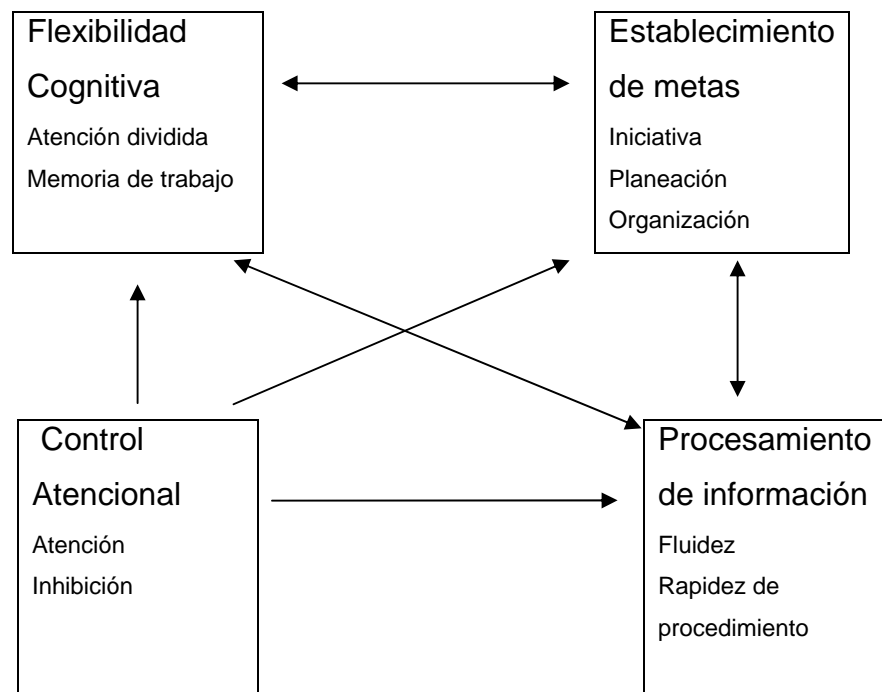 Flexibilidad
Cognitiva
Atención dividida
Memoria de trabajo
Establecimiento
de metas
Iniciativa
Planeación
Organización
Control
Atencional
Atención
Inhibición
Procesamiento
de información
Fluidez
Rapidez de
procedimiento